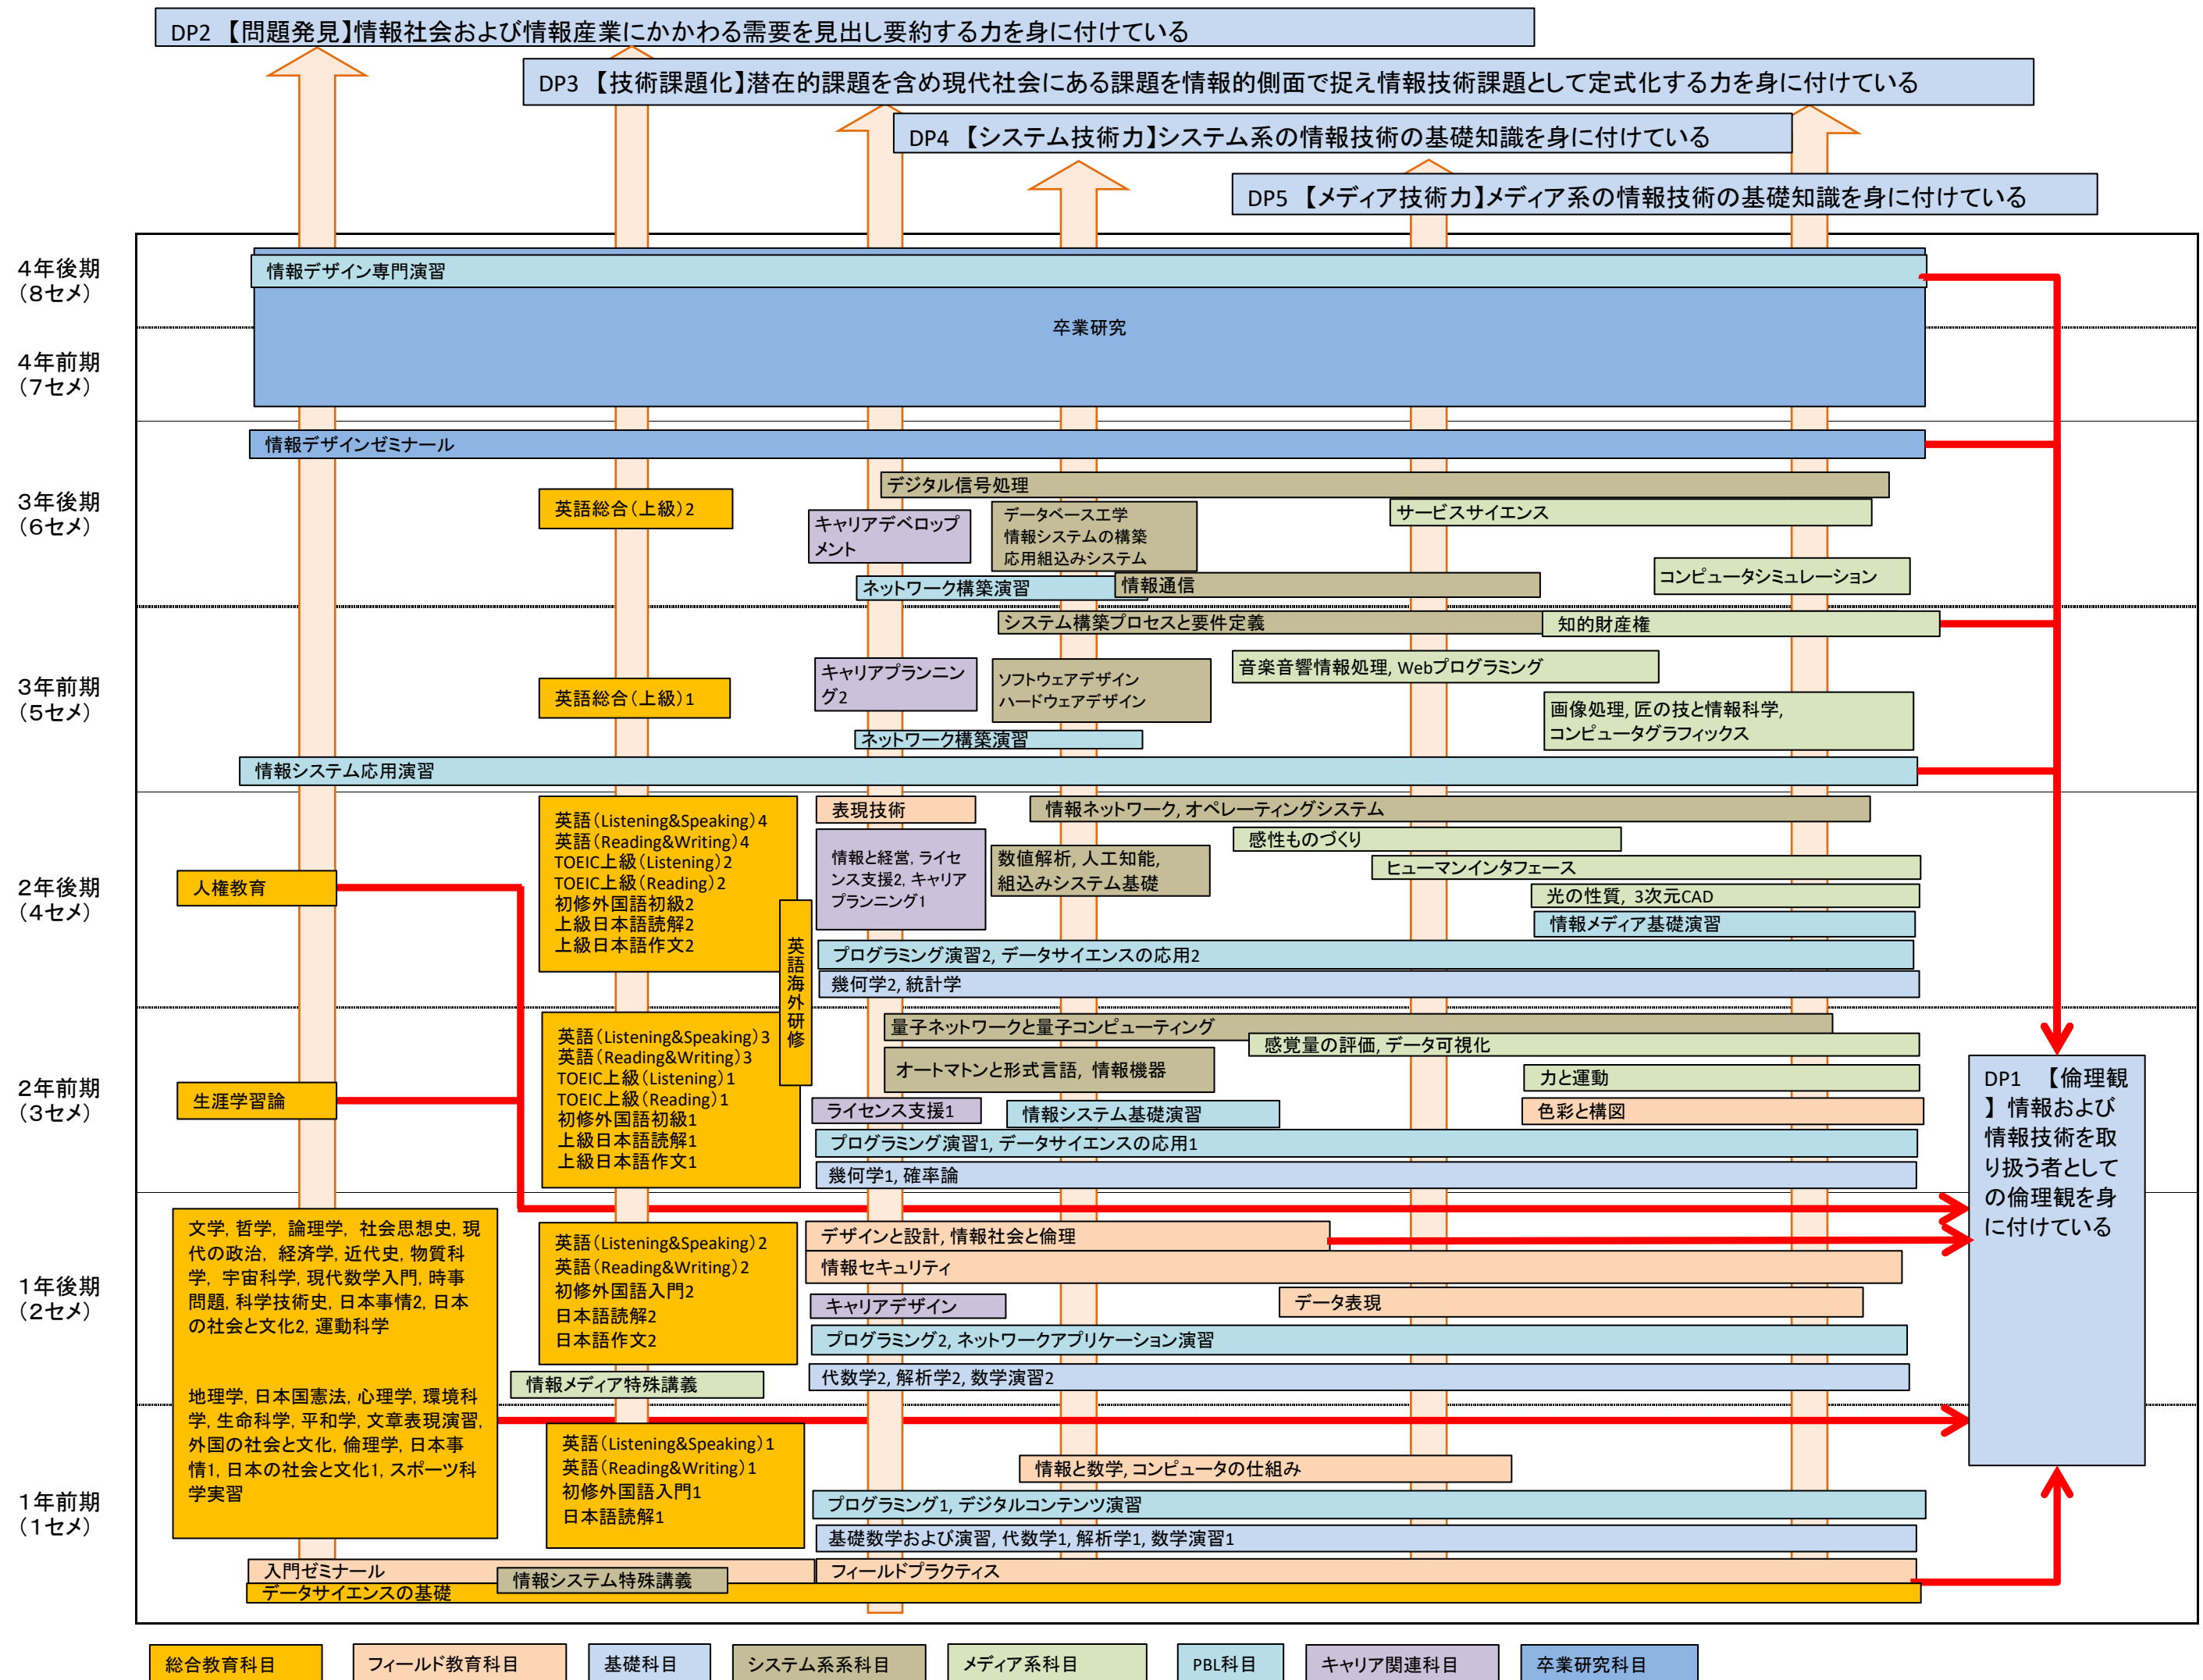 DP2 【問題発見】情報社会および情報産業にかかわる需要を見出し要約する力を身に付けている
DP3 【技術課題化】潜在的課題を含め現代社会にある課題を情報的側面で捉え情報技術課題として定式化する力を身に付けている
DP4 【システム技術力】システム系の情報技術の基礎知識を身に付けている
DP5 【メディア技術力】メディア系の情報技術の基礎知識を身に付けている
4年後期
(8セメ)
情報デザイン専門演習
卒業研究
4年前期
(7セメ)
情報デザインゼミナール
3年後期
(6セメ)
英語総合(上級)2
デジタル信号処理
キャリアデベロップ
メント
データベース工学
情報システムの構築
応用組込みシステム
サービスサイエンス
コンピュータシミュレーション
ネットワーク構築演習
情報通信
3年前期
(5セメ)
システム構築プロセスと要件定義
知的財産権
英語総合(上級)1
キャリアプランニン
グ2
ソフトウェアデザイン
ハードウェアデザイン
音楽音響情報処理, Webプログラミング
画像処理, 匠の技と情報科学,
コンピュータグラフィックス
ネットワーク構築演習
情報システム応用演習
2年後期
(4セメ)
人権教育
英語(Listening&Speaking)4
英語(Reading&Writing)4
TOEIC上級(Listening)2
TOEIC上級(Reading)2
初修外国語初級2
上級日本語読解2
上級日本語作文2
英語海外研修
表現技術
情報と経営, ライセ
ンス支援2, キャリア
プランニング1
情報ネットワーク, オペレーティングシステム
数値解析, 人工知能,
組込みシステム基礎
感性ものづくり
ヒューマンインタフェース
光の性質, 3次元CAD
情報メディア基礎演習
プログラミング演習2, データサイエンスの応用2
幾何学2, 統計学
2年前期
(3セメ)
生涯学習論
英語(Listening&Speaking)3
英語(Reading&Writing)3
TOEIC上級(Listening)1
TOEIC上級(Reading)1
初修外国語初級1
上級日本語読解1
上級日本語作文1
量子ネットワークと量子コンピューティング
感覚量の評価, データ可視化
オートマトンと形式言語, 情報機器
力と運動
ライセンス支援1
情報システム基礎演習
色彩と構図
プログラミング演習1, データサイエンスの応用1
幾何学1, 確率論
DP1 【倫理観
】 情報および
情報技術を取
り扱う者として
の倫理観を身
に付けている
1年後期
(2セメ)
文学, 哲学, 論理学, 社会思想史, 現
代の政治, 経済学, 近代史, 物質科
学, 宇宙科学, 現代数学入門, 時事
問題, 科学技術史, 日本事情2, 日本
の社会と文化2, 運動科学
地理学, 日本国憲法, 心理学, 環境科
学, 生命科学, 平和学, 文章表現演習,
外国の社会と文化, 倫理学, 日本事
情1, 日本の社会と文化1, スポーツ科
学実習
英語(Listening&Speaking)2
英語(Reading&Writing)2
初修外国語入門2
日本語読解2
日本語作文2
情報メディア特殊講義
デザインと設計, 情報社会と倫理
情報セキュリティ
キャリアデザイン
データ表現
プログラミング2, ネットワークアプリケーション演習
代数学2, 解析学2, 数学演習2
1年前期
(1セメ)
英語(Listening&Speaking)1
英語(Reading&Writing)1
初修外国語入門1
日本語読解1
情報と数学, コンピュータの仕組み
プログラミング1, デジタルコンテンツ演習
基礎数学および演習, 代数学1, 解析学1, 数学演習1
入門ゼミナール
情報システム特殊講義
フィールドプラクティス
データサイエンスの基礎
総合教育科目
フィールド教育科目
基礎科目
システム系系科目
メディア系科目
PBL科目
キャリア関連科目
卒業研究科目